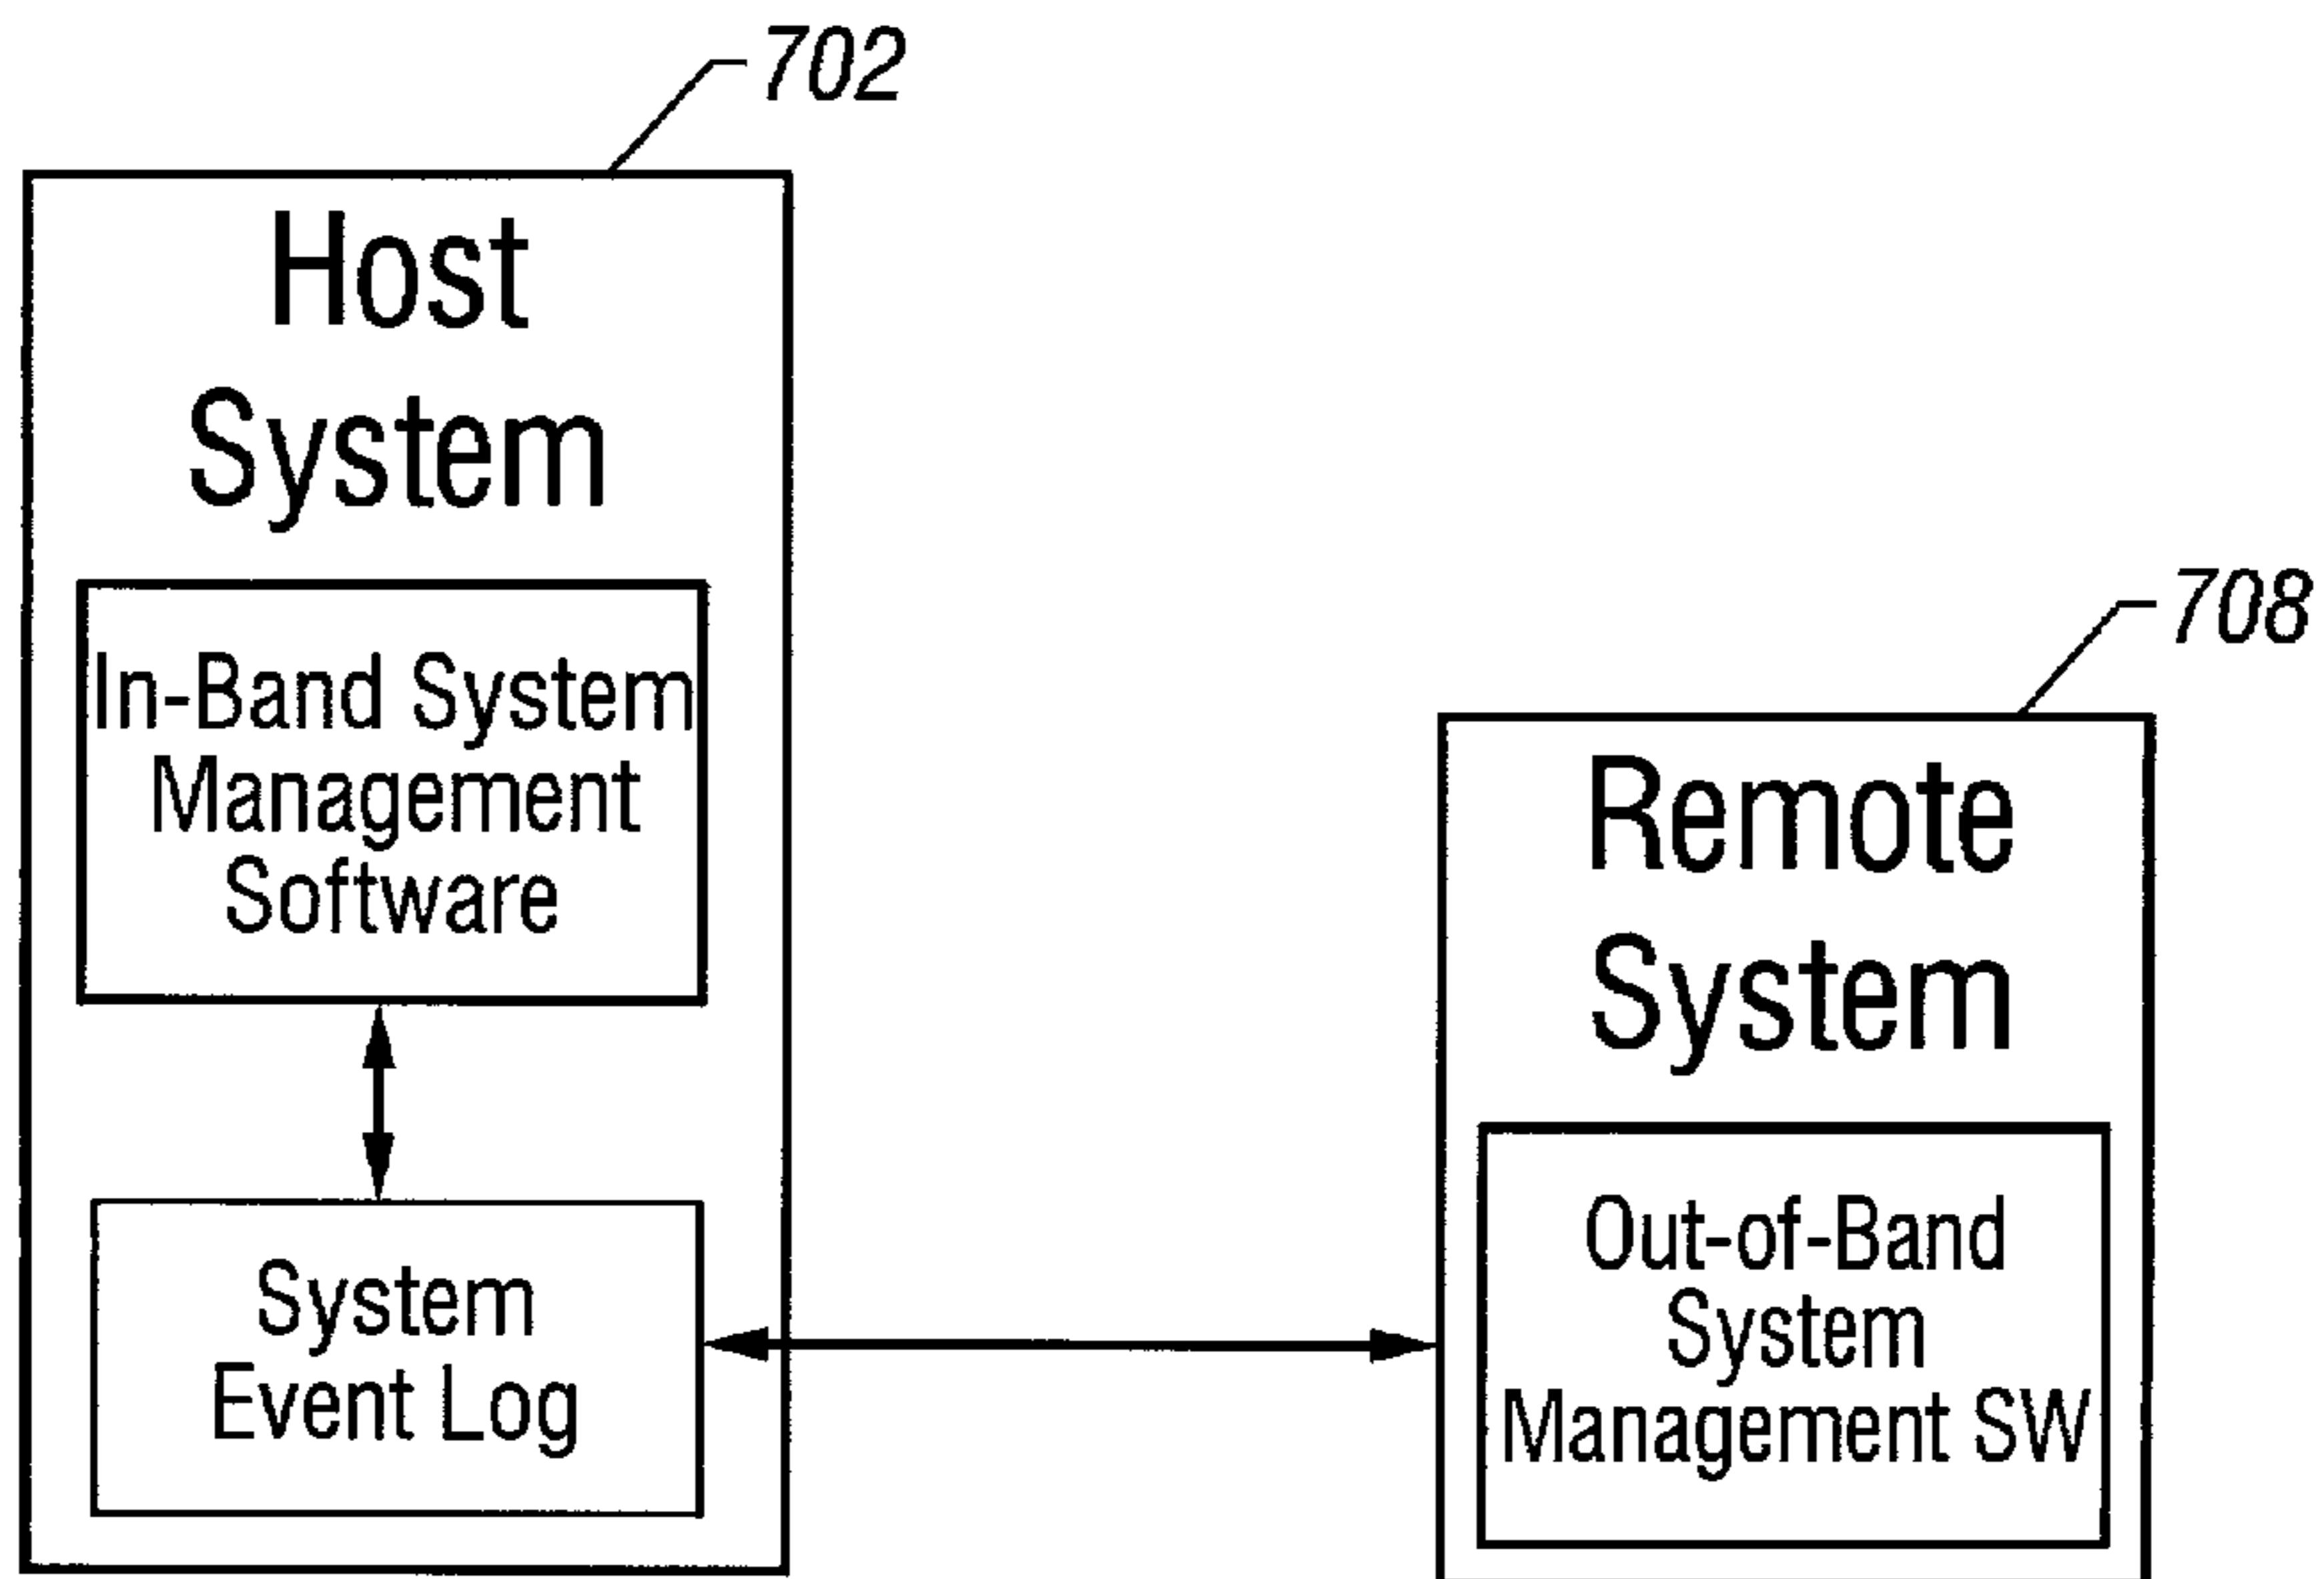 702
Host
System
In-Band System
Management
Software
System
Event Log
708
Remote
System
Out-of-Band
System
Management SW